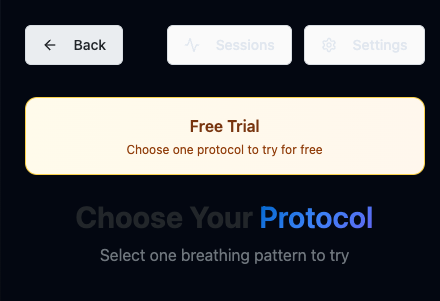 Back
Sessions
Settings
Free Trial
Choose one protocol to try for free
Choose Your Protocol
Select one breathing pattern to try